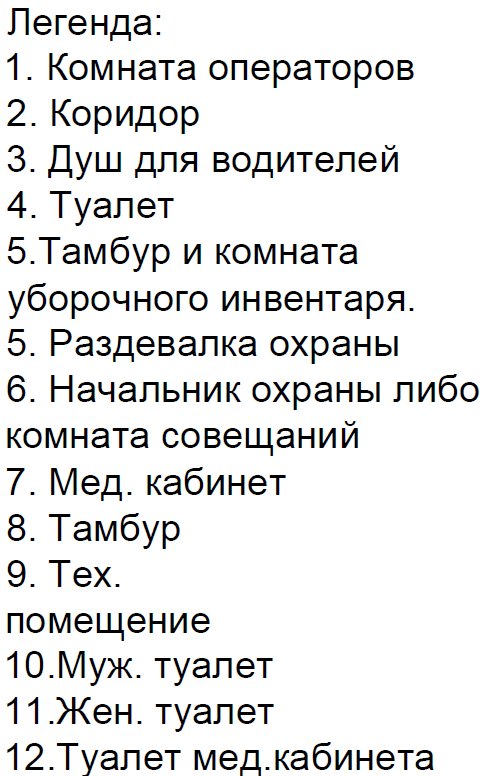 Легенда:
1. Комната операторов
2. Коридор
3. Душ для водителей
4. Туалет
5.Тамбур и комната
уборочного инвентаря.
5. Раздевалка охраны
6. Начальник охраны либо
комната совещаний
7. Мед. кабинет
8. Тамбур
9. Тех.
помещение
10.Муж. туалет
11.Жен. туалет
12.Туалет мед.кабинета